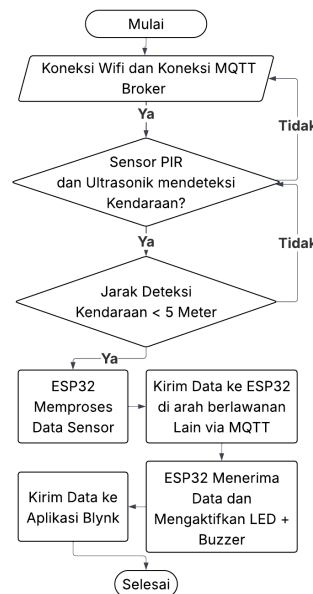 Mulai
Koneksi Wifi dan Koneksi MQTT
Broker
Ya
Tidak
Sensor PIR
dan Ultrasonik mendeteksi
Kendaraan?
Ya
Tidak
Jarak Deteksi
Kendaraan < 5 Meter
Ya
ESP32
Memproses
Data Sensor
Kirim Data ke ESP32
di arah berlawanan
Lain via MQTT
ESP32 Menerima
Data dan
Mengaktifkan LED +
Buzzer
Kirim Data ke
Aplikasi Blynk
Selesai